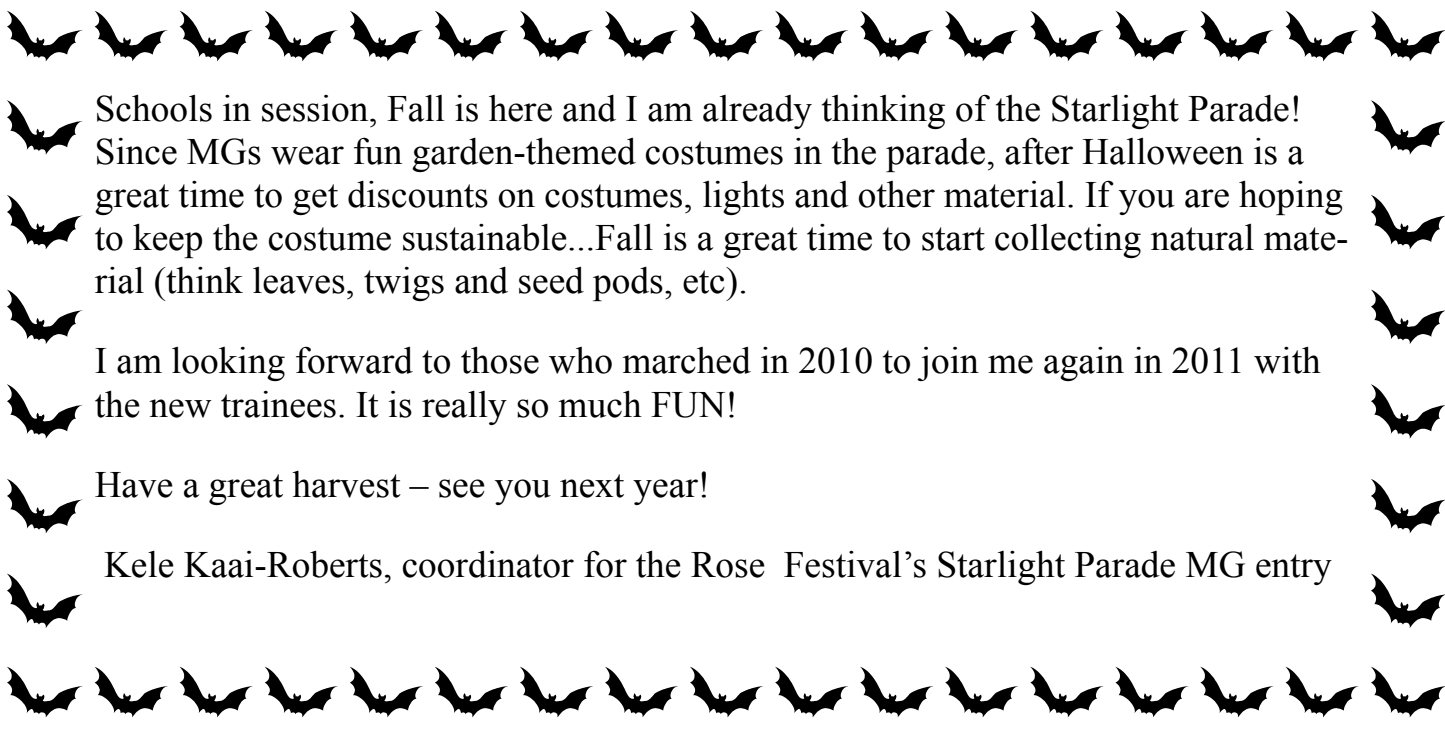 Schools in session, Fall is here and I am already thinking of the Starlight Parade!
Since MGs wear fun garden-themed costumes in the parade, after Halloween is a
great time to get discounts on costumes, lights and other material. If you are hoping
to keep the costume sustainable...Fall is a great time to start collecting natural mate-
rial (think leaves, twigs and seed pods, etc).
I am looking forward to those who marched in 2010 to join me again in 2011 with
the new trainees. It is really so much FUN!
Have a great harvest – see you next year!
Kele Kaai-Roberts, coordinator for the Rose  Festival’s Starlight Parade MG entry